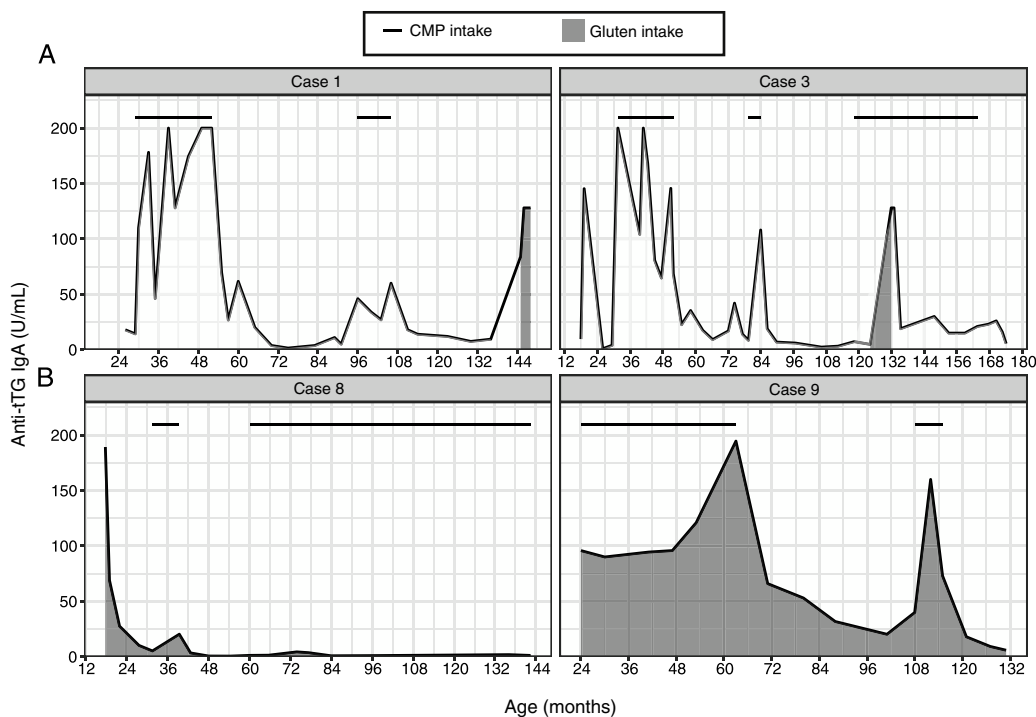 CMP intake Gluten intake
A
Case 1 Case 3
200
150
100
50
0
24 36 48 60 72 84 96 108 120 132 144
12 24 36 48 60 72 84 96 108 120 132 144 156 168 180
B
Case 8 Case 9
200
150
100
50
0
12 24 36 48 60 72 84 96 108 120 132 144
24 36 48 60 72 84 96 108 120 132
Anti-tTG IgA (U/mL)
Age (months)